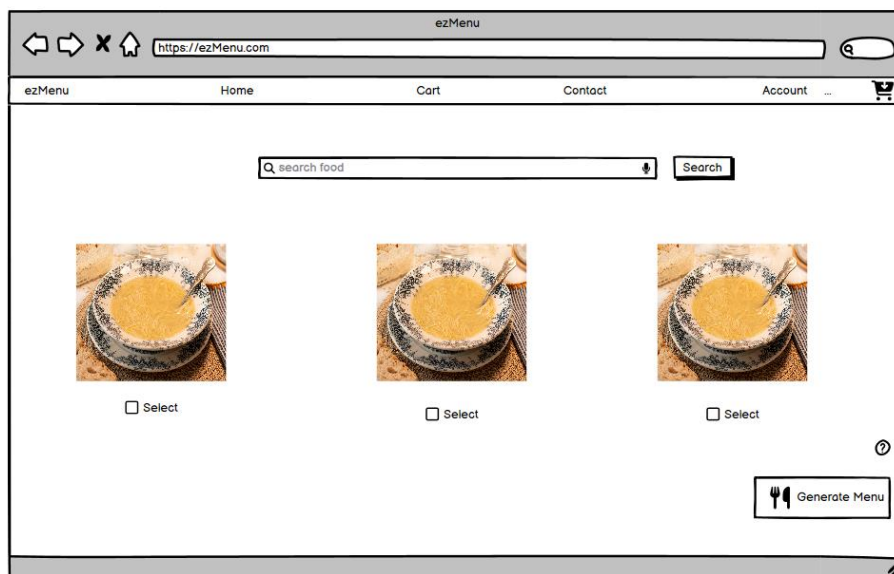 ezMenu
https://ezMenu.com
ezMenu Home Cart Contact Account ...
search food Search
Select Select Select
?
Generate Menu